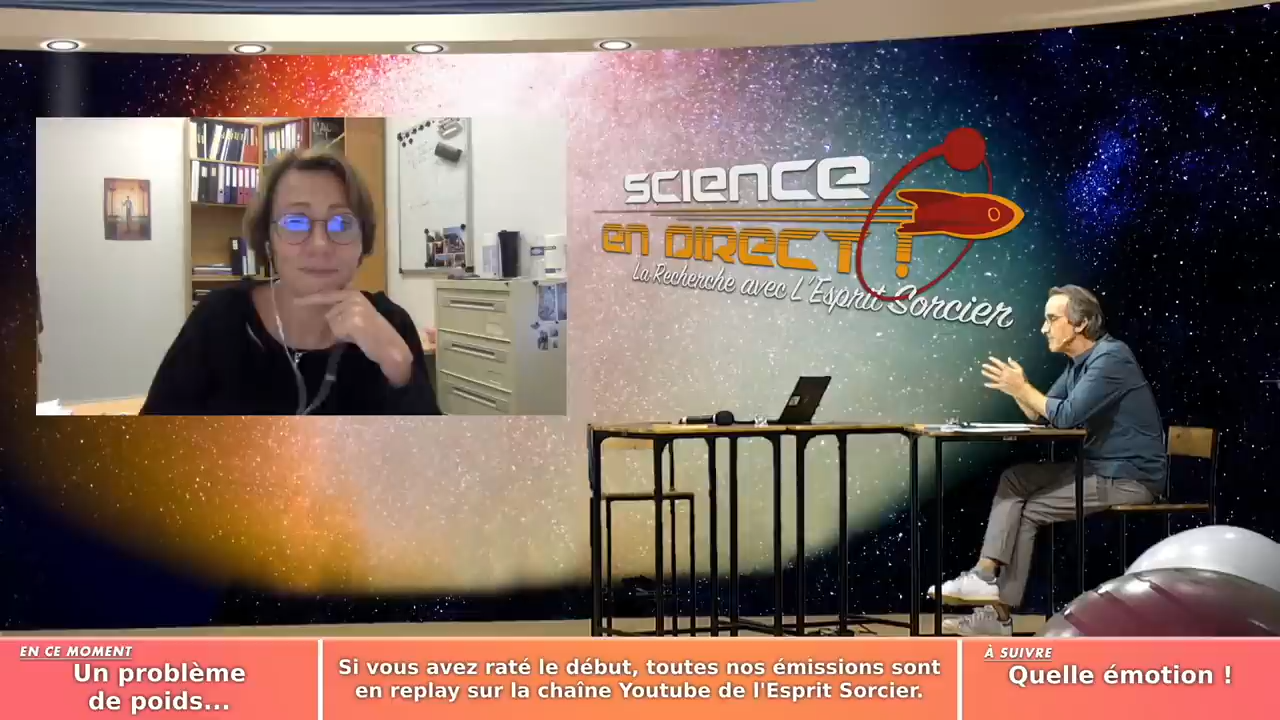 science
en DIRECT !
La Recherche avec L'Esprit Sorcier
EN CE MOMENT
Un problème
de poids...
Si vous avez raté le début, toutes nos émissions sont
en replay sur la chaîne Youtube de l'Esprit Sorcier.
À SUIVRE
Quelle émotion !